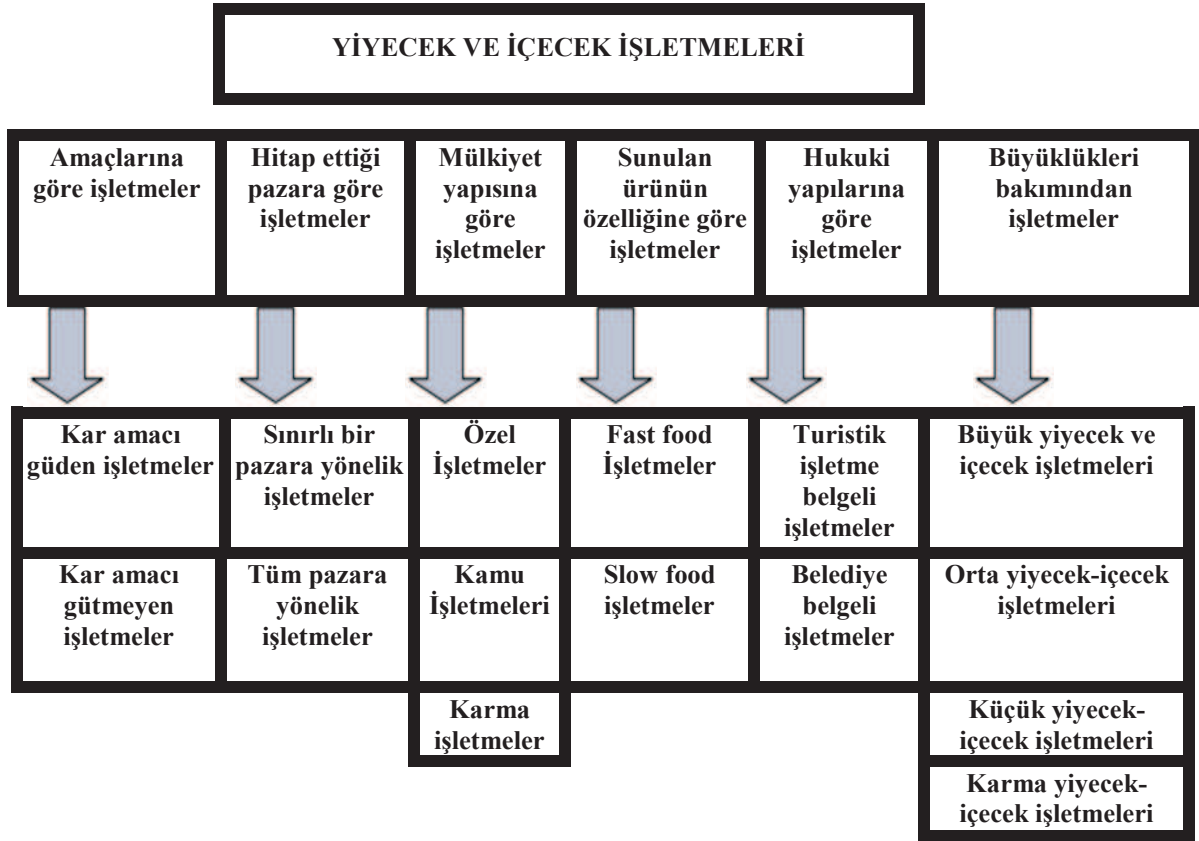 YİYECEK VE İÇECEK İŞLETMELERİ
Amaçlarına
göre işletmeler
Hitap ettiği
pazara göre
işletmeler
Mülkiyet
yapısına
göre
işletmeler
Sunulan
ürünün
özelliğine göre
işletmeler
Hukuki
yapılarına
göre
işletmeler
Büyüklükleri
bakımından
işletmeler
Kar amacı
güden işletmeler
Sınırlı bir
pazara yönelik
işletmeler
Özel
İşletmeler
Fast food
İşletmeler
Turistik
işletme
belgeli
işletmeler
Büyük yiyecek ve
içecek işletmeleri
Kar amacı
gütmeyen
işletmeler
Tüm pazara
yönelik
işletmeler
Kamu
İşletmeleri
Slow food
işletmeler
Belediye
belgeli
işletmeler
Orta yiyecek-içecek
işletmeleri
Karma
işletmeler
Küçük yiyecek-
içecek işletmeleri
Karma yiyecek-
içecek işletmeleri